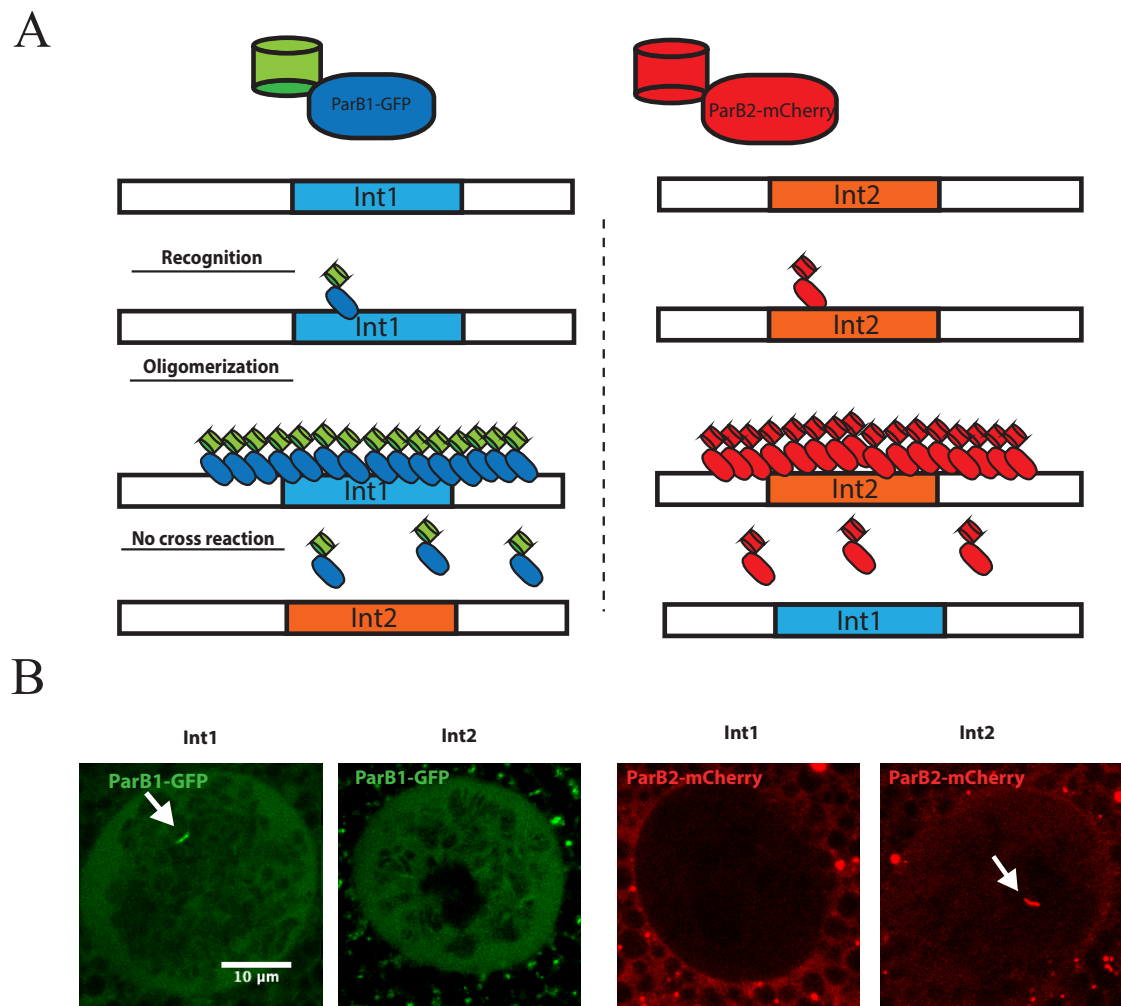 A
ParB1-GFP
ParB2-mCherry
Int1
Int2
Recognition
Int1
Int2
Oligomerization
Int1
Int2
No cross reaction
Int2
Int1
B
Int1
Int2
Int1
Int2
ParB1-GFP
ParB1-GFP
ParB2-mCherry
ParB2-mCherry
10 µm